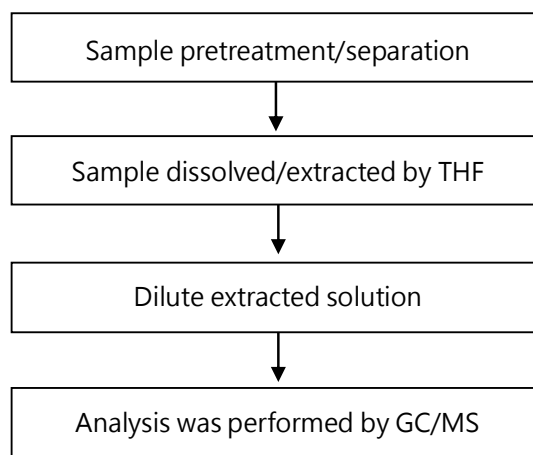 Sample pretreatment/separation
Sample dissolved/extracted by THF
Dilute extracted solution
Analysis was performed by GC/MS